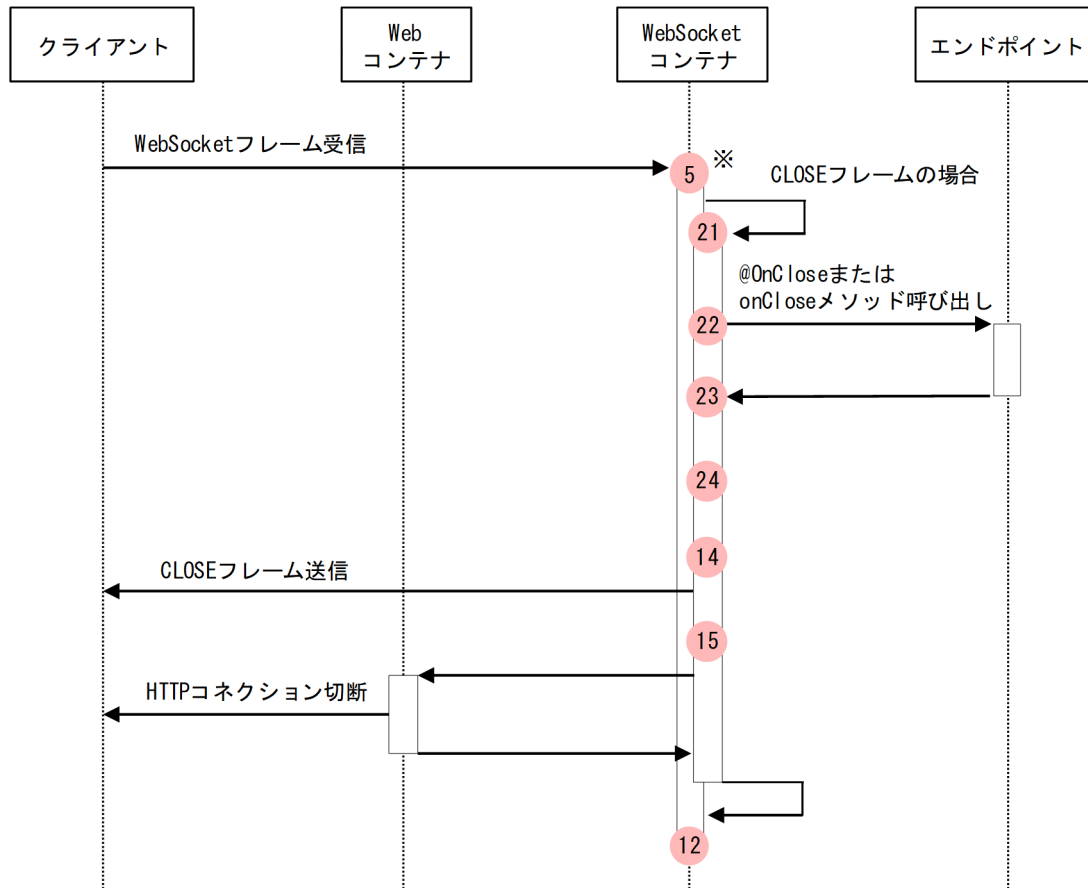 クライアント
Web
コンテナ
WebSocket
コンテナ
エンドポイント
WebSocketフレーム受信
5
※
CLOSEフレームの場合
21
@OnCloseまたは
onCloseメソッド呼び出し
22
23
24
14
CLOSEフレーム送信
15
HTTPコネクション切断
12